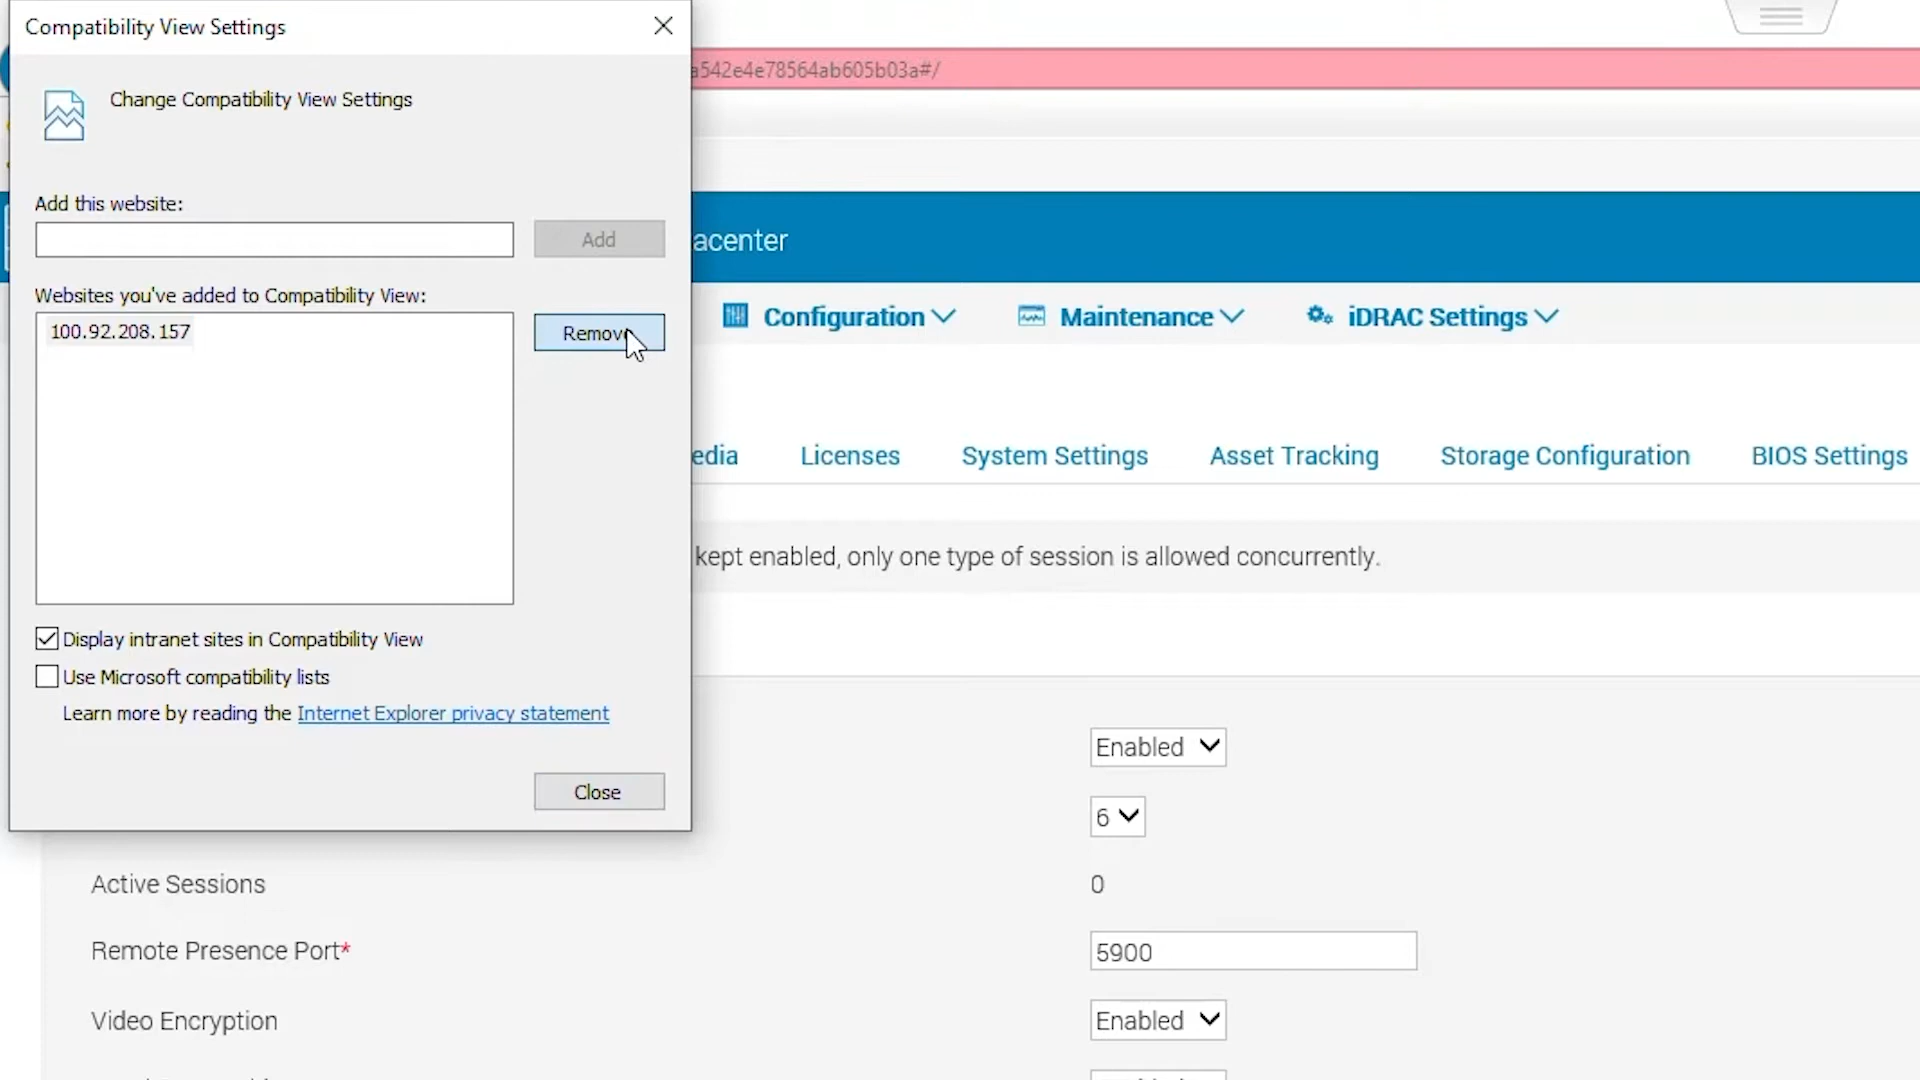 Compatibility View Settings
a542e4e78564ab605b03a#/
Change Compatibility View Settings
Add this website:
Add
acenter
Websites you've added to Compatibility View:
100.92.208.157
Remove
Configuration
Maintenance
iDRAC Settings
edia
Licenses
System Settings
Asset Tracking
Storage Configuration
BIOS Settings
kept enabled, only one type of session is allowed concurrently.
Display intranet sites in Compatibility View
Use Microsoft compatibility lists
Learn more by reading the Internet Explorer privacy statement
Enabled
Close
6
Active Sessions
0
Remote Presence Port*
5900
Video Encryption
Enabled